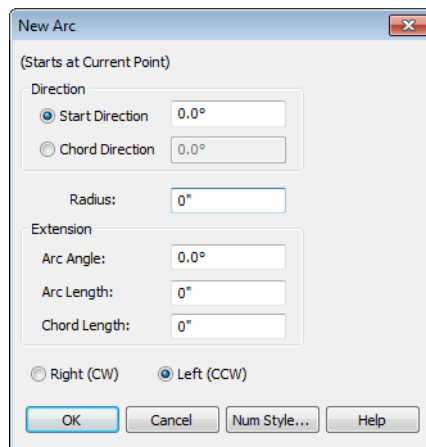 New Arc
(Starts at Current Point)
Direction
Start Direction 0.0°
Chord Direction 0.0°
Radius: 0"
Extension
Arc Angle: 0.0°
Arc Length: 0"
Chord Length: 0"
Right (CW) Left (CCW)
OK Cancel Num Style... Help